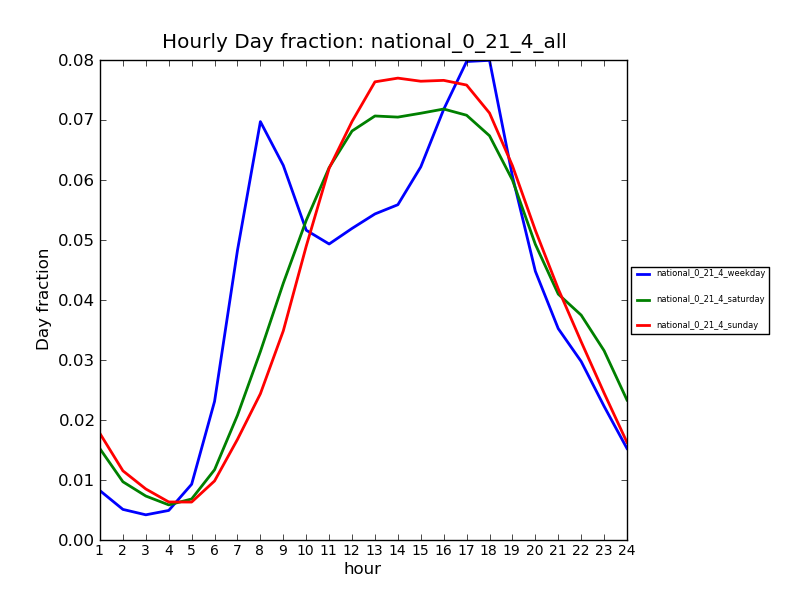 Hourly Day fraction: national_0_21_4_all
0.08
0.07
0.06
0.05
0.04
0.03
0.02
0.01
0.00
Day fraction
1 2 3 4 5 6 7 8 9 10 11 12 13 14 15 16 17 18 19 20 21 22 23 24
hour
national_0_21_4_weekday
national_0_21_4_saturday
national_0_21_4_sunday